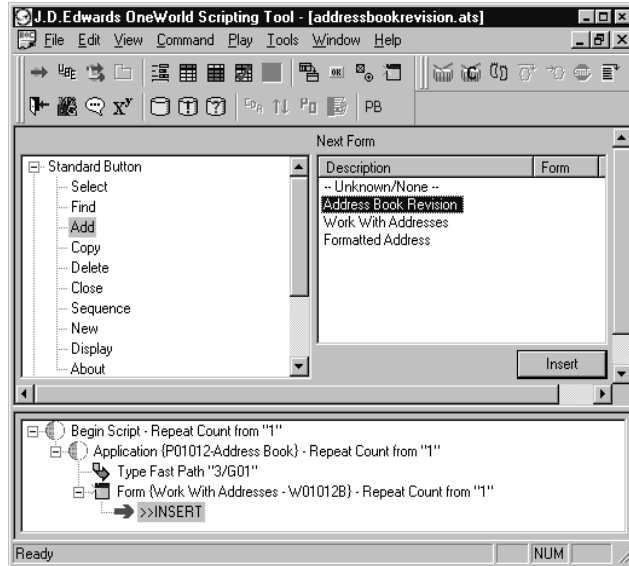 J.D.Edwards OneWorld Scripting Tool - [addressbookrevision.ats]
File Edit View Command Play Tools Window Help
UBE OK
PB
Next Form
Standard Button
Select
Find
Add
Copy
Delete
Close
Sequence
New
Display
About
Description Form
-- Unknown/None --
Address Book Revision
Work With Addresses
Formatted Address
Insert
Begin Script - Repeat Count from "1"
Application {P01012-Address Book} - Repeat Count from "1"
Type Fast Path "3/G01"
Form {Work With Addresses - W01012B} - Repeat Count from "1"
>>INSERT
Ready NUM